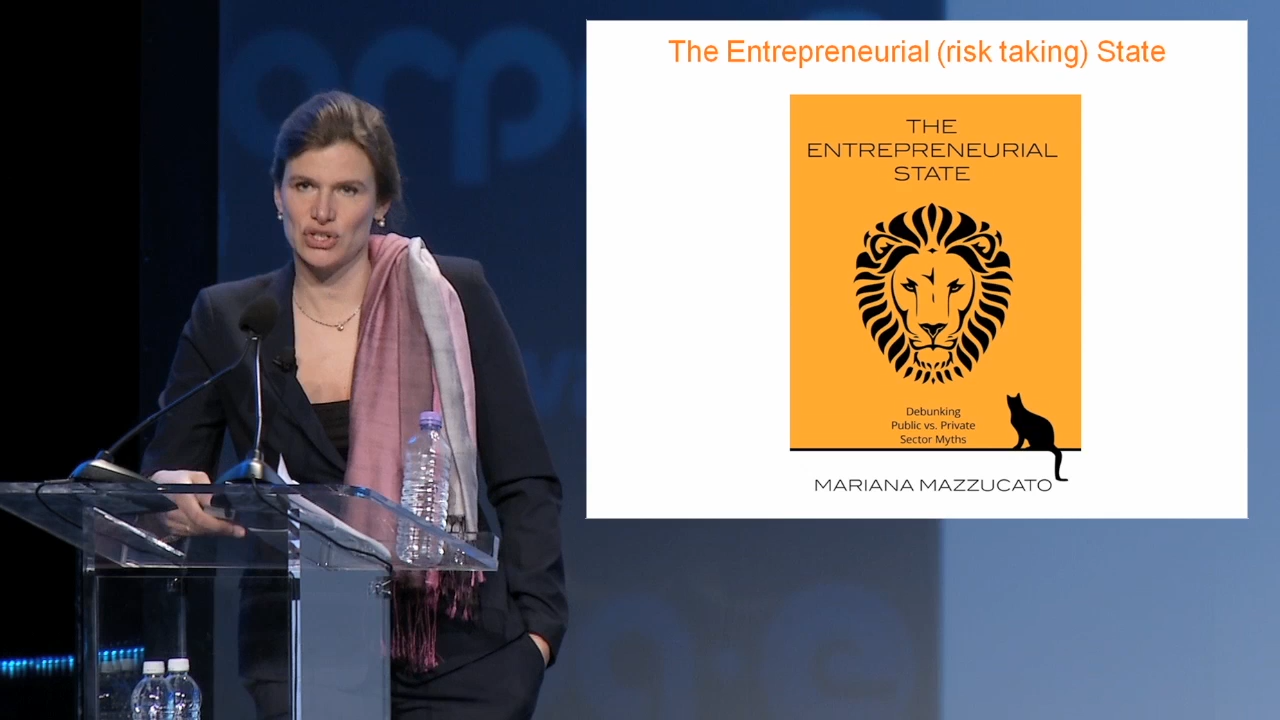 The Entrepreneurial (risk taking) State
THE
ENTREPRENEURIAL
STATE
Debunking
Public vs. Private
Sector Myths
MARIANA MAZZUCATO